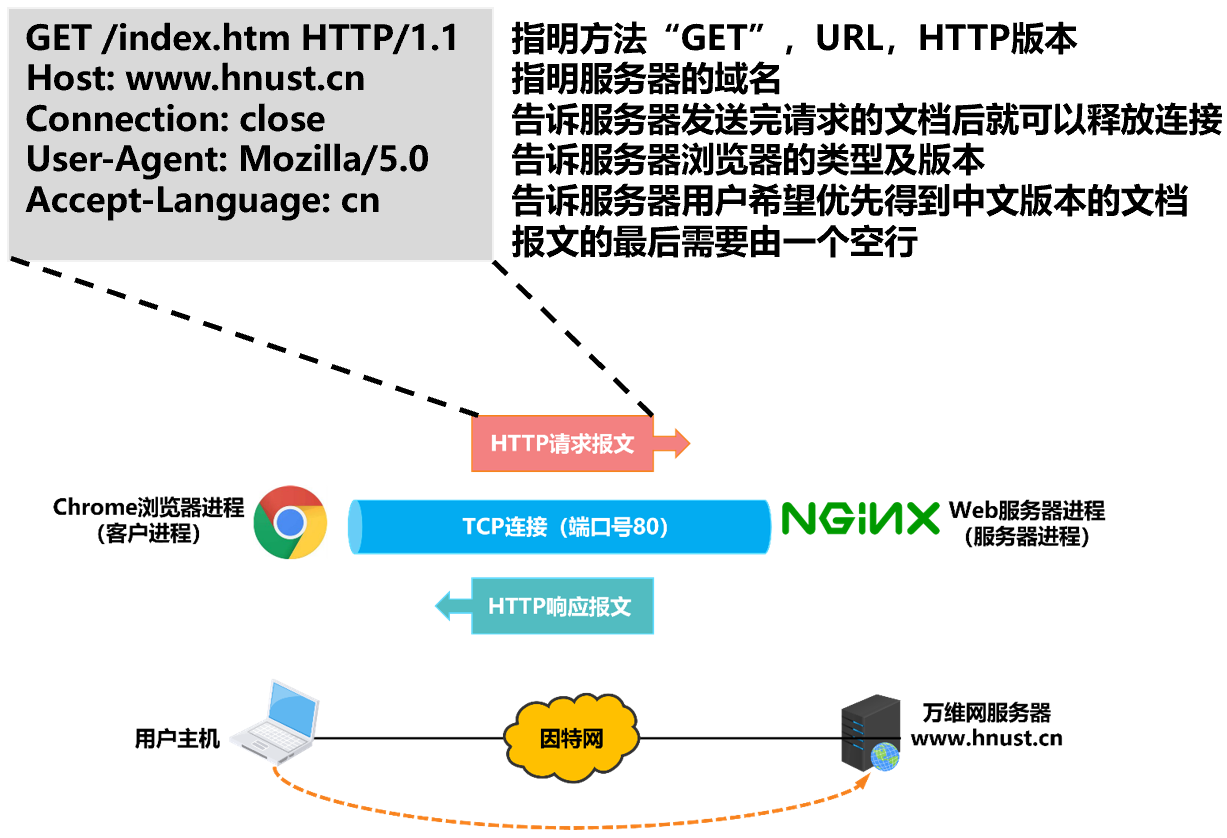 GET /index.htm HTTP/1.1
Host: www.hnust.cn
Connection: close
User-Agent: Mozilla/5.0
Accept-Language: cn
指明方法“GET”，URL，HTTP版本
指明服务器的域名
告诉服务器发送完请求的文档后就可以释放连接
告诉服务器浏览器的类型及版本
告诉服务器用户希望优先得到中文版本的文档
报文的最后需要由一个空行
HTTP请求报文
Chrome浏览器进程
（客户进程）
TCP连接（端口号80）
NGINX
Web服务器进程
（服务器进程）
HTTP响应报文
用户主机
因特网
万维网服务器
www.hnust.cn